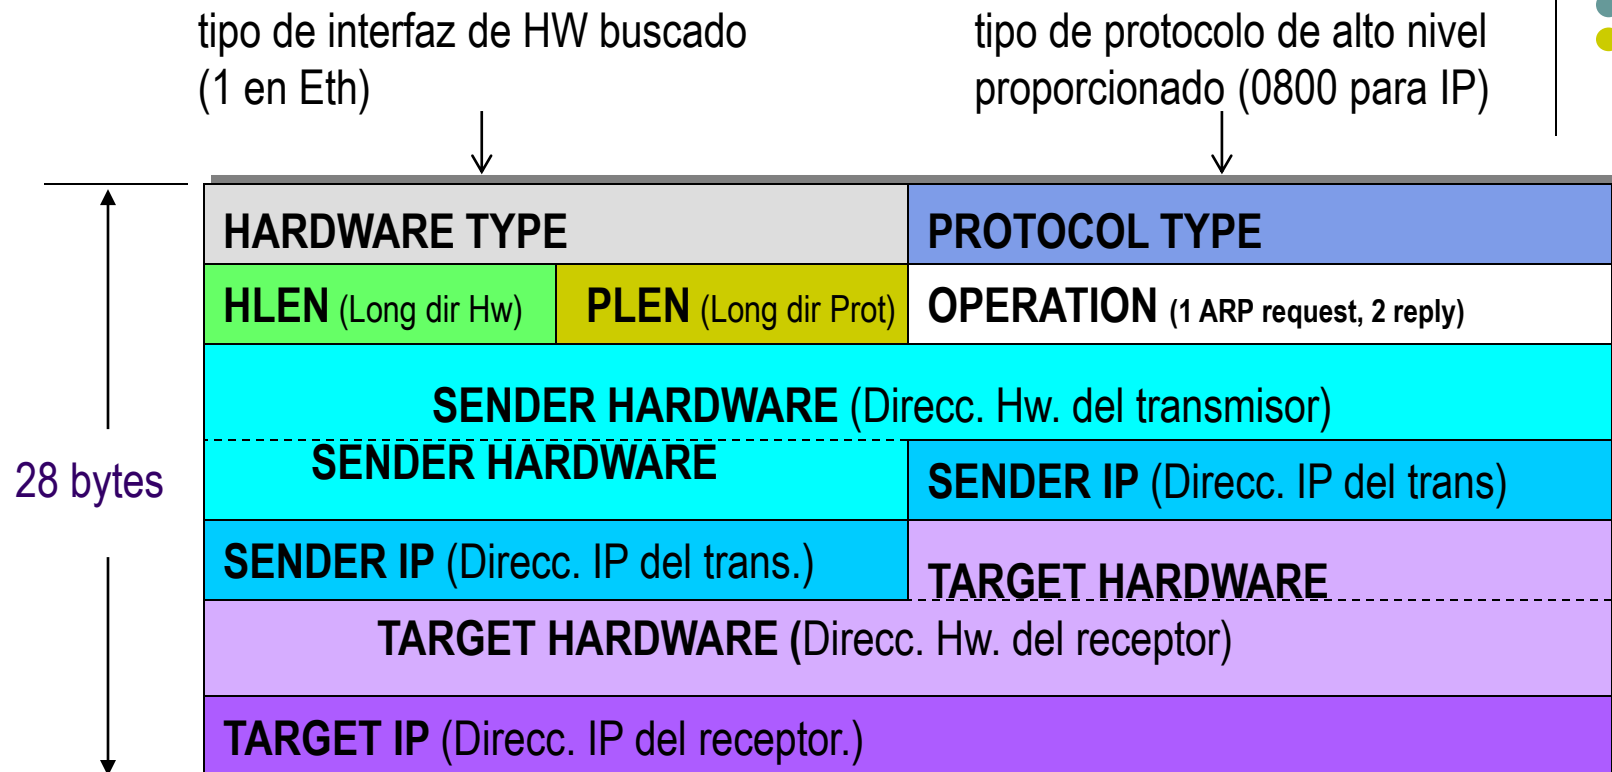 tipo de interfaz de HW buscado
(1 en Eth)
tipo de protocolo de alto nivel
proporcionado (0800 para IP)
HARDWARE TYPE
PROTOCOL TYPE
HLEN (Long dir Hw)
PLEN (Long dir Prot)
OPERATION (1 ARP request, 2 reply)
SENDER HARDWARE (Direcc. Hw. del transmisor)
28 bytes
SENDER HARDWARE
SENDER IP (Direcc. IP del trans)
SENDER IP (Direcc. IP del trans.)
TARGET HARDWARE
TARGET HARDWARE (Direcc. Hw. del receptor)
TARGET IP (Direcc. IP del receptor.)